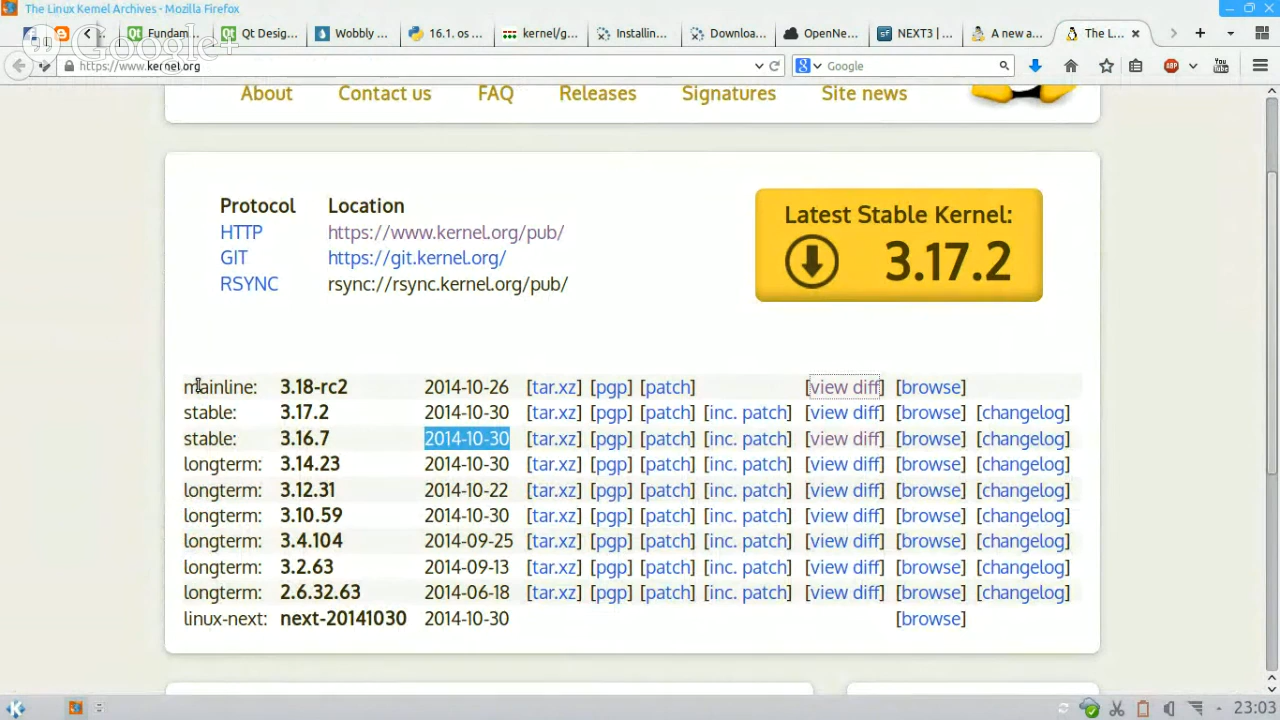 The Linux Kernel Archives - Mozilla Firefox
Fundam...
Qt Desig...
Wobbly ...
16.1. os ...
kernel/g...
Installin...
Downloa...
OpenNe...
NEXT3 | ...
A new a...
The L...
Google+
https://www.kernel.org
Google
About Contact us FAQ Releases Signatures Site news
Protocol Location
HTTP https://www.kernel.org/pub/
GIT https://git.kernel.org/
RSYNC rsync://rsync.kernel.org/pub/
Latest Stable Kernel:
3.17.2
mainline: 3.18-rc2 2014-10-26 [tar.xz] [pgp] [patch] [view diff] [browse]
stable: 3.17.2 2014-10-30 [tar.xz] [pgp] [patch] [inc. patch] [view diff] [browse] [changelog]
stable: 3.16.7 2014-10-30 [tar.xz] [pgp] [patch] [inc. patch] [view diff] [browse] [changelog]
longterm: 3.14.23 2014-10-30 [tar.xz] [pgp] [patch] [inc. patch] [view diff] [browse] [changelog]
longterm: 3.12.31 2014-10-22 [tar.xz] [pgp] [patch] [inc. patch] [view diff] [browse] [changelog]
longterm: 3.10.59 2014-10-30 [tar.xz] [pgp] [patch] [inc. patch] [view diff] [browse] [changelog]
longterm: 3.4.104 2014-09-25 [tar.xz] [pgp] [patch] [inc. patch] [view diff] [browse] [changelog]
longterm: 3.2.63 2014-09-13 [tar.xz] [pgp] [patch] [inc. patch] [view diff] [browse] [changelog]
longterm: 2.6.32.63 2014-06-18 [tar.xz] [pgp] [patch] [inc. patch] [view diff] [browse] [changelog]
linux-next: next-20141030 2014-10-30 [browse]
23:03